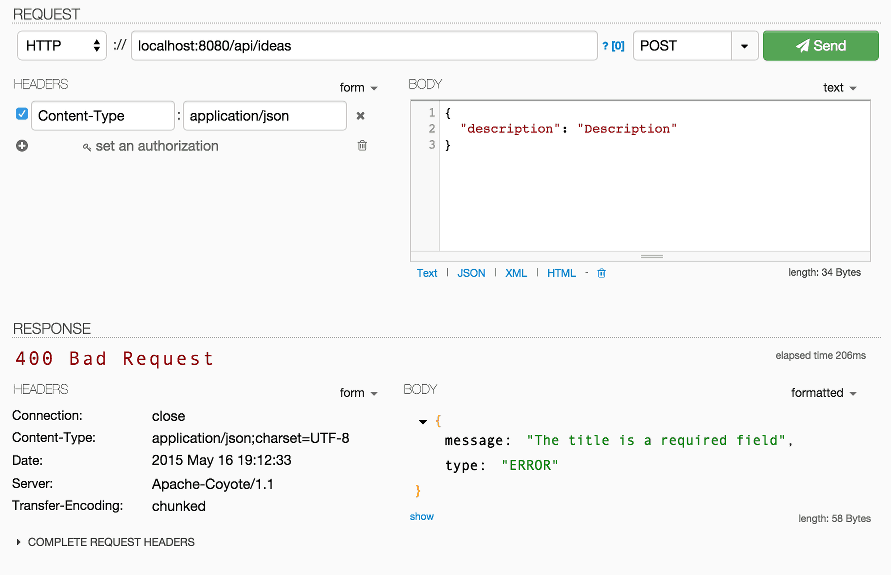 REQUEST
HTTP :// localhost:8080/api/ideas ? [0] POST Send
HEADERS form
Content-Type : application/json
set an authorization
BODY text
1 {
2 "description": "Description"
3 }
Text | JSON | XML | HTML - length: 34 Bytes
RESPONSE
400 Bad Request elapsed time 206ms
HEADERS form
Connection: close
Content-Type: application/json;charset=UTF-8
Date: 2015 May 16 19:12:33
Server: Apache-Coyote/1.1
Transfer-Encoding: chunked
BODY formatted
{
message: "The title is a required field",
type: "ERROR"
}
show length: 58 Bytes
COMPLETE REQUEST HEADERS